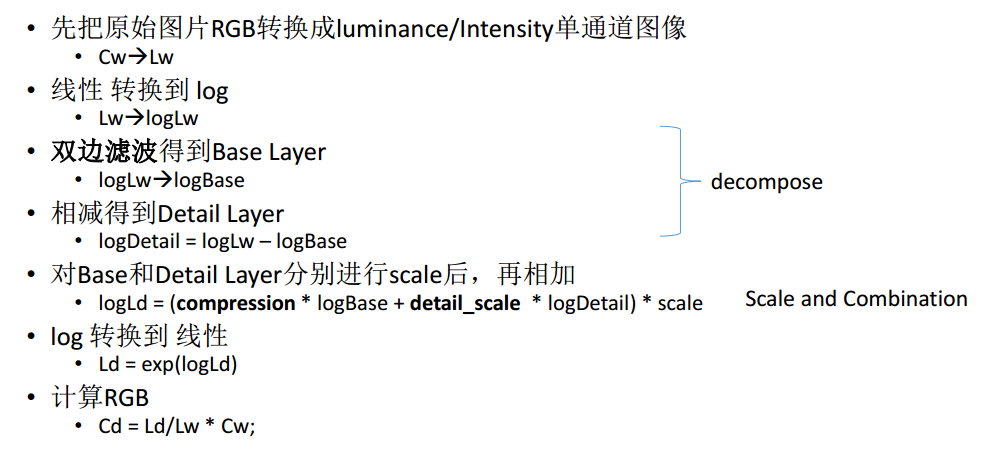 • 先把原始图片RGB转换成luminance/Intensity单通道图像
• Cw→Lw
• 线性 转换到 log
• Lw→logLw
• 双边滤波得到Base Layer
• logLw→logBase
decompose
• 相减得到Detail Layer
• logDetail = logLw – logBase
• 对Base和Detail Layer分别进行scale后，再相加
• logLd = (compression * logBase + detail_scale * logDetail) * scale
Scale and Combination
• log 转换到 线性
• Ld = exp(logLd)
• 计算RGB
• Cd = Ld/Lw * Cw;